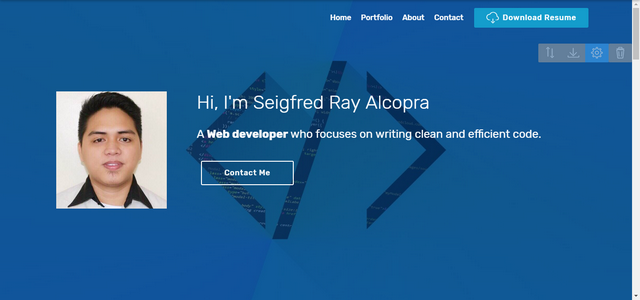 Home Portfolio About Contact Download Resume
Hi, I'm Seigfred Ray Alcopra
A Web developer who focuses on writing clean and efficient code.
Contact Me